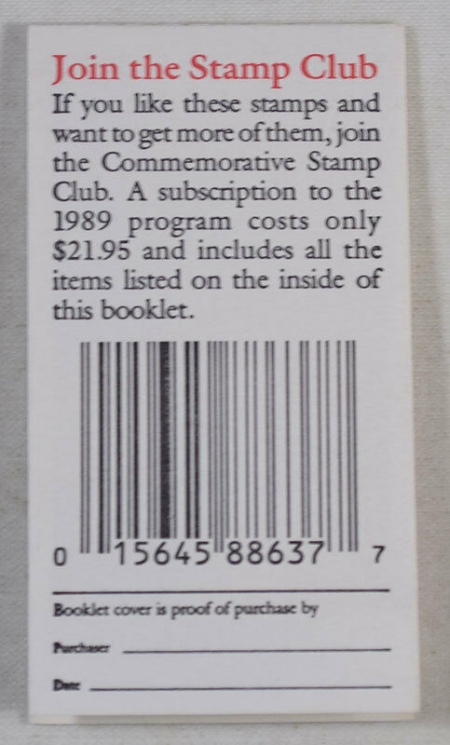 Join the Stamp Club
If you like these stamps and
want to get more of them, join
the Commemorative Stamp
Club. A subscription to the
1989 program costs only
$21.95 and includes all the
items listed on the inside of
this booklet.
0 15645 88637 7
Booklet cover is proof of purchase by
Purchaser
Date